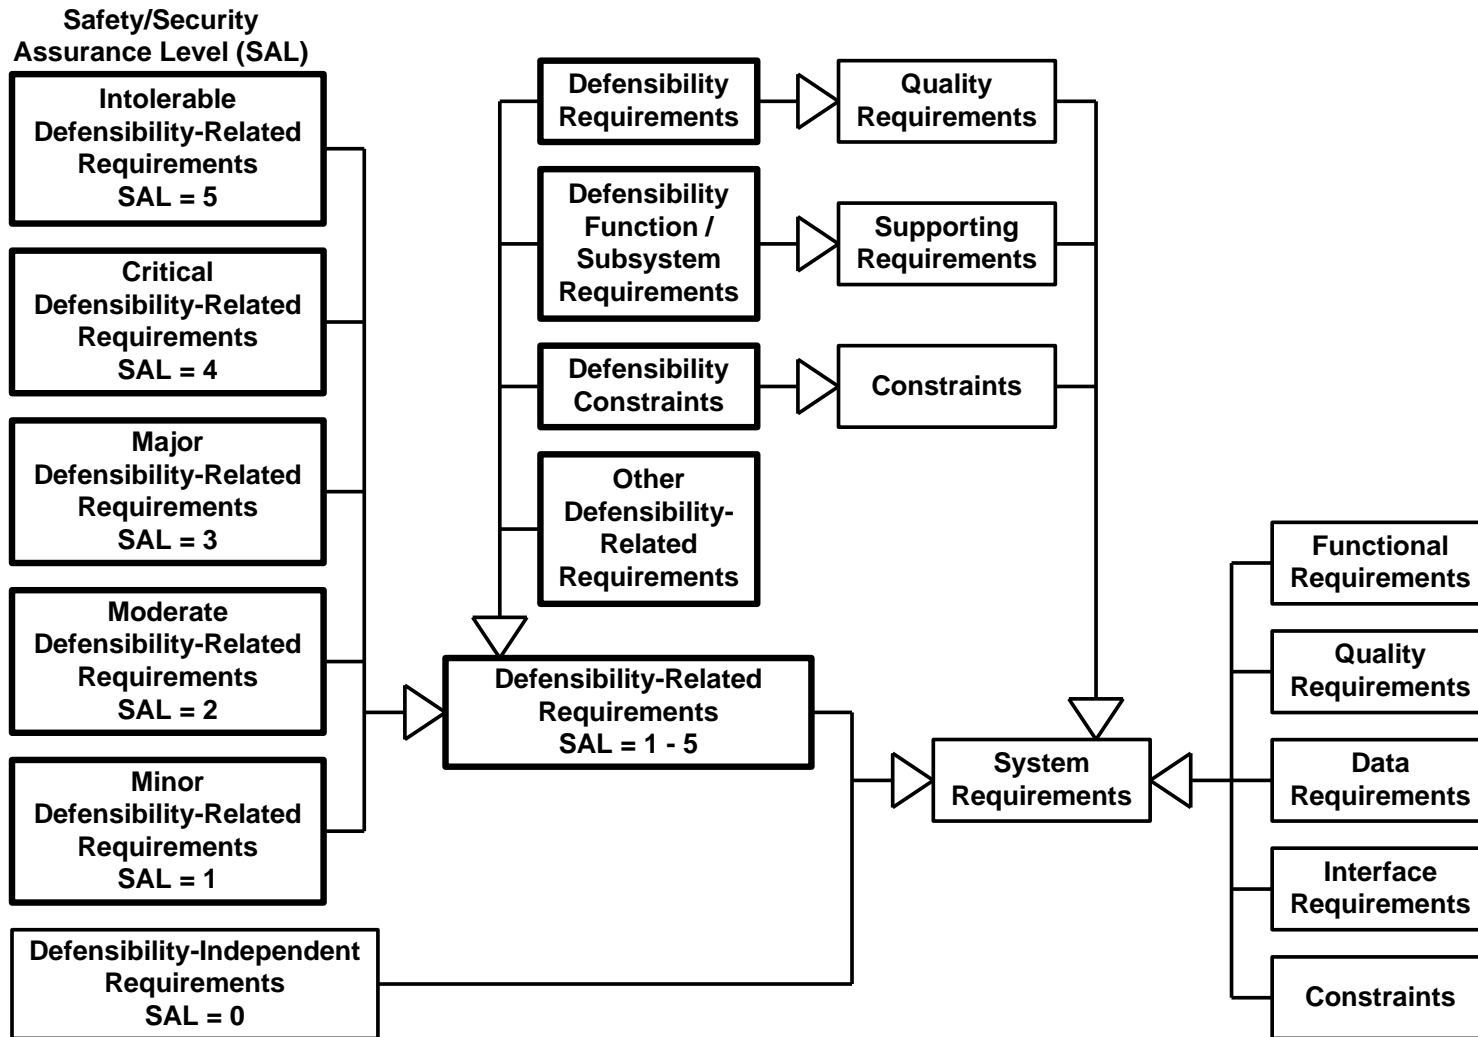 Safety/Security
Assurance Level (SAL)
Intolerable
Defensibility-Related
Requirements
SAL = 5
Critical
Defensibility-Related
Requirements
SAL = 4
Major
Defensibility-Related
Requirements
SAL = 3
Moderate
Defensibility-Related
Requirements
SAL = 2
Minor
Defensibility-Related
Requirements
SAL = 1
Defensibility-Independent
Requirements
SAL = 0
Defensibility
Requirements
Defensibility
Function /
Subsystem
Requirements
Defensibility
Constraints
Other
Defensibility-
Related
Requirements
Defensibility-Related
Requirements
SAL = 1 - 5
Quality
Requirements
Supporting
Requirements
Constraints
System
Requirements
Functional
Requirements
Quality
Requirements
Data
Requirements
Interface
Requirements
Constraints